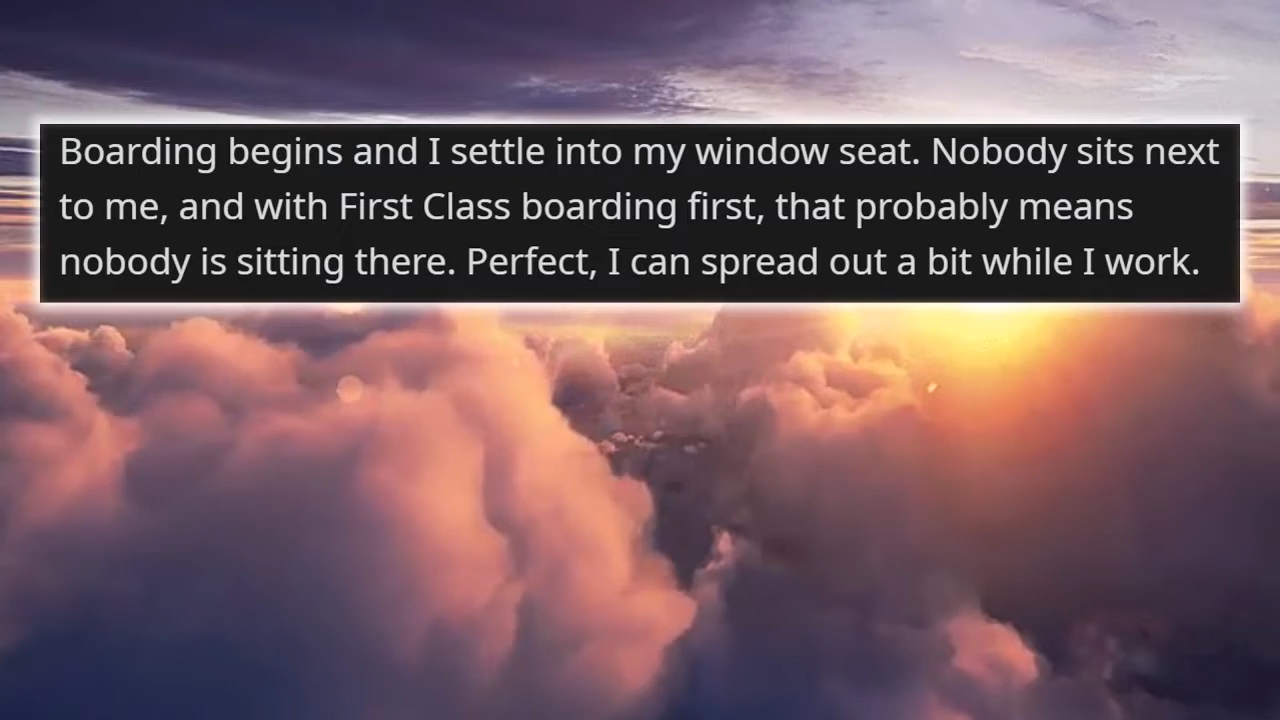 Boarding begins and I settle into my window seat. Nobody sits next
to me, and with First Class boarding first, that probably means
nobody is sitting there. Perfect, I can spread out a bit while I work.